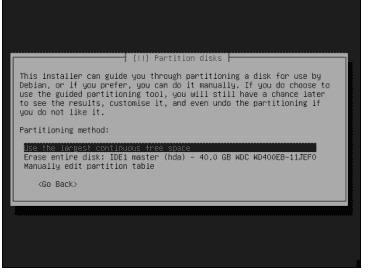 [!!] Partition disks
This installer can guide you through partitioning a disk for use by
Debian, or if you prefer, you can do it manually. If you do choose to
use the guided partitioning tool, you will still have a chance later
to see the results, customise it, and even undo the partitioning if
you do not like it.
Partitioning method:
Use the largest continuous free space
Erase entire disk: IDE1 master (hda) - 40.0 GB WDC WD400EB-11JEF0
Manually edit partition table
<Go Back>